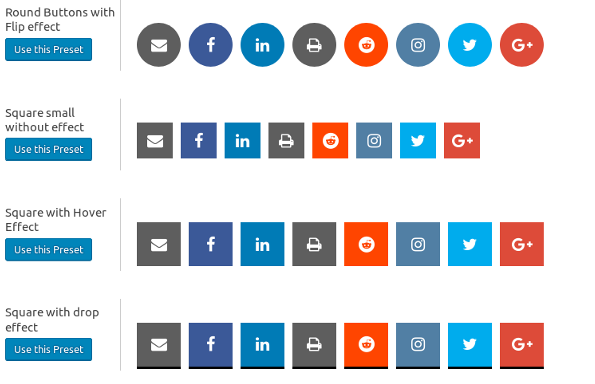 Round Buttons with
Flip effect
Use this Preset
Square small
without effect
Use this Preset
Square with Hover
Effect
Use this Preset
Square with drop
effect
Use this Preset